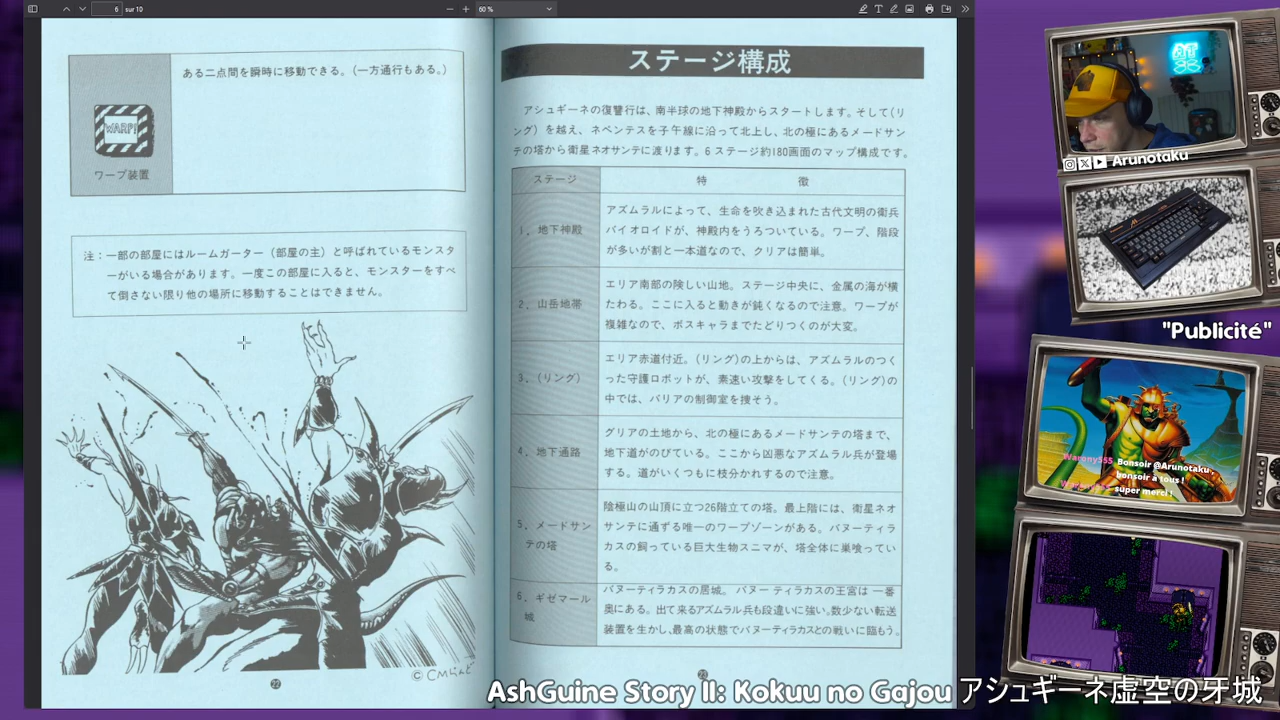 6 sur 10
60 %
ある二点間を瞬時に移動できる。(一方通行もある。)
WARP!
ワープ装置
注：一部の部屋にはルームガーター（部屋の主）と呼ばれているモンスタ
ーがいる場合があります。一度この部屋に入ると、モンスターをすべ
て倒さない限り他の場所に移動することはできません。
© CMらんど
22
ステージ構成
アシュギーネの復讐行は、南半球の地下神殿からスタートします。そして(リ
ング）を越え、ネペンテスを子午線に沿って北上し、北の極にあるメードサン
テの塔から衛星ネオサンテに渡ります。6ステージ約180画面のマップ構成です。
ステージ
特 徴
1．地下神殿
アズムラルによって、生命を吹き込まれた古代文明の衛兵
バイオロイドが、神殿内をうろついている。ワープ、階段
が多いが割と一本道なので、クリアは簡単。
2．山岳地帯
エリア南部の険しい山地。ステージ中央に、金属の海が横
たわる。ここに入ると動きが鈍くなるので注意。ワープが
複雑なので、ボスキャラまでたどりつくのが大変。
3．(リング)
エリア赤道付近。(リング)の上からは、アズムラルのつく
った守護ロボットが、素速い攻撃をしてくる。(リング)の
中では、バリアの制御室を捜そう。
4．地下通路
グリアの土地から、北の極にあるメードサンテの塔まで、
地下道がのびている。ここから凶悪なアズムラル兵が登場
する。道がいくつもに枝分かれするので注意。
5．メードサン
テの塔
陰極山の山頂に立つ26階立ての塔。最上階には、衛星ネオ
サンテに通ずる唯一のワープゾーンがある。バヌーティラ
カスの飼っている巨大生物スニマが、塔全体に巣喰ってい
る。
6．ギゼマール
城
バヌーティラカスの居城。バヌーティラカスの王宮は一番
奥にある。出て来るアズムラル兵も段違いに強い。数少ない転送
装置を生かし、最高の状態でバヌーティラカスとの戦いに臨もう。
23
Arunotaku
"Publicité"
Warony555 Bonsoir @Arunotaku ,
bonsoir à tous !
super merci !
AshGuine Story II: Kokuu no Gajou アシュギーネ虚空の牙城